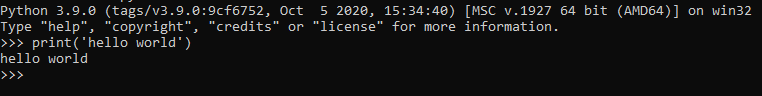 Python 3.9.0 (tags/v3.9.0:9cf6752, Oct  5 2020, 15:34:40) [MSC v.1927 64 bit (AMD64)] on win32
Type "help", "copyright", "credits" or "license" for more information.
>>> print('hello world')
hello world
>>>